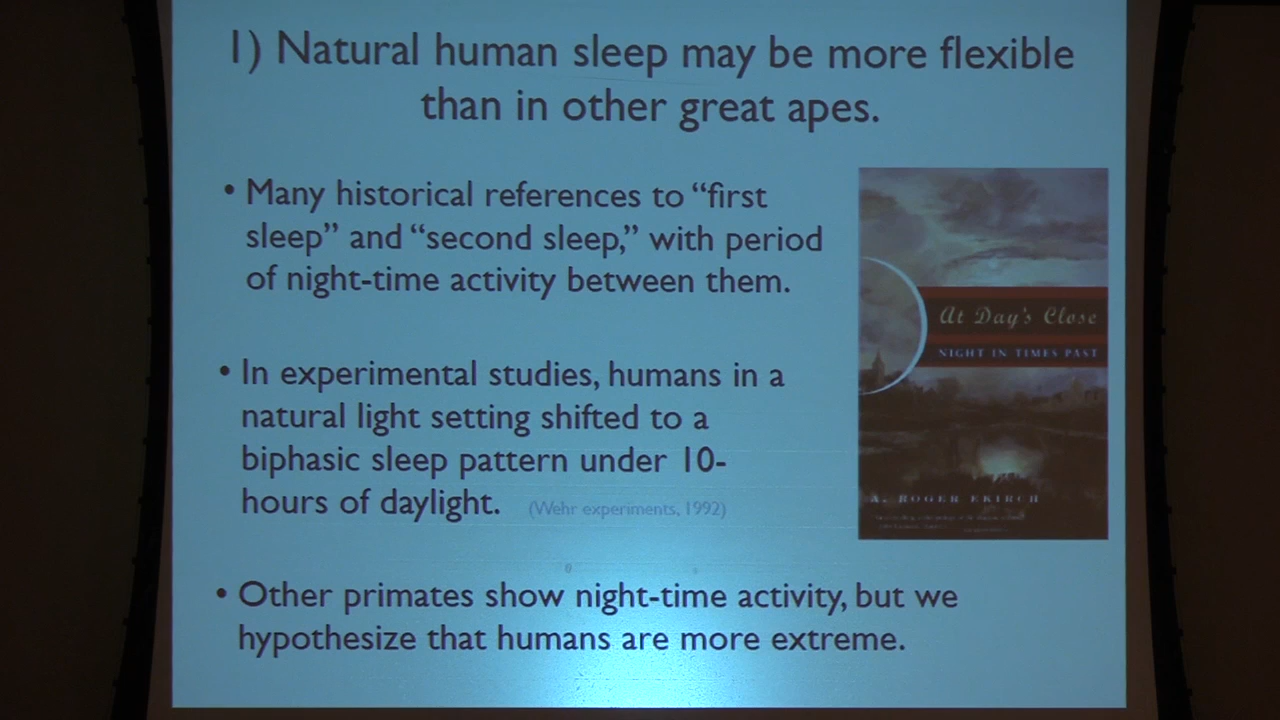 1) Natural human sleep may be more flexible
than in other great apes.
• Many historical references to “first
sleep” and “second sleep,” with period
of night-time activity between them.
• In experimental studies, humans in a
natural light setting shifted to a
biphasic sleep pattern under 10-
hours of daylight. (Wehr experiments, 1992)
• Other primates show night-time activity, but we
hypothesize that humans are more extreme.
At Day's Close
NIGHT IN TIMES PAST
A. ROGER EKIRCH